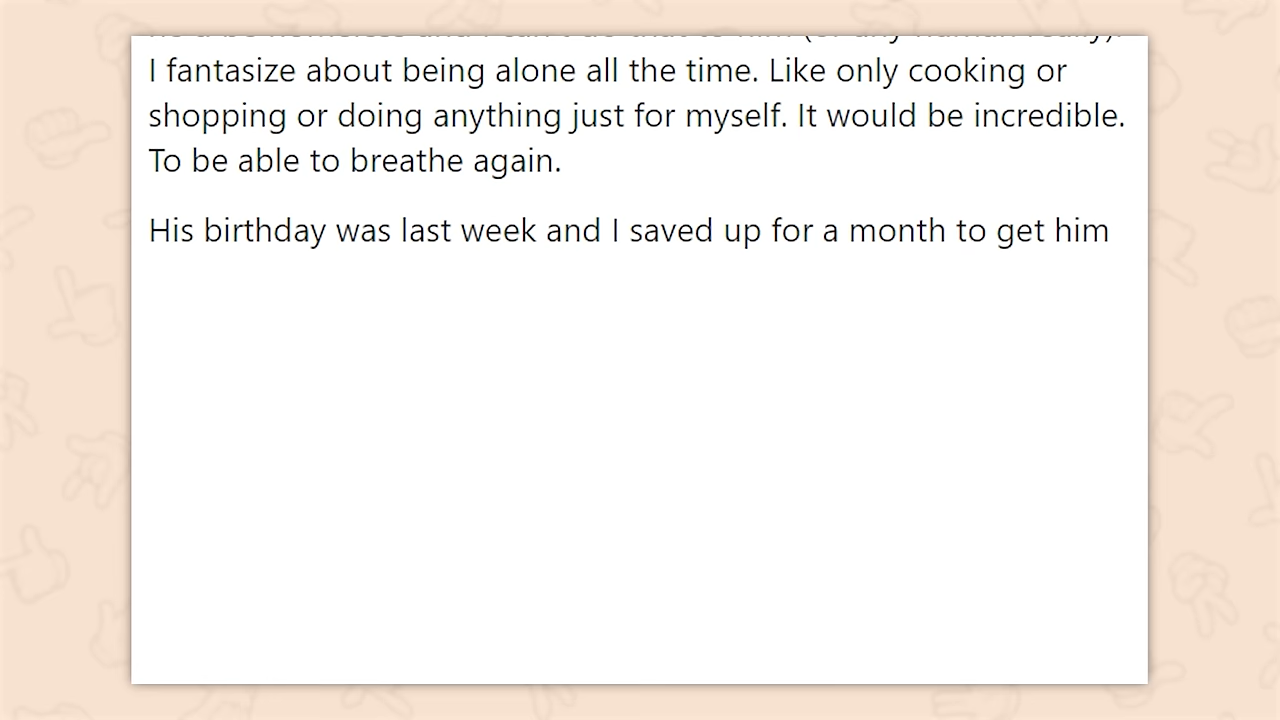 I fantasize about being alone all the time. Like only cooking or
shopping or doing anything just for myself. It would be incredible.
To be able to breathe again.
His birthday was last week and I saved up for a month to get him